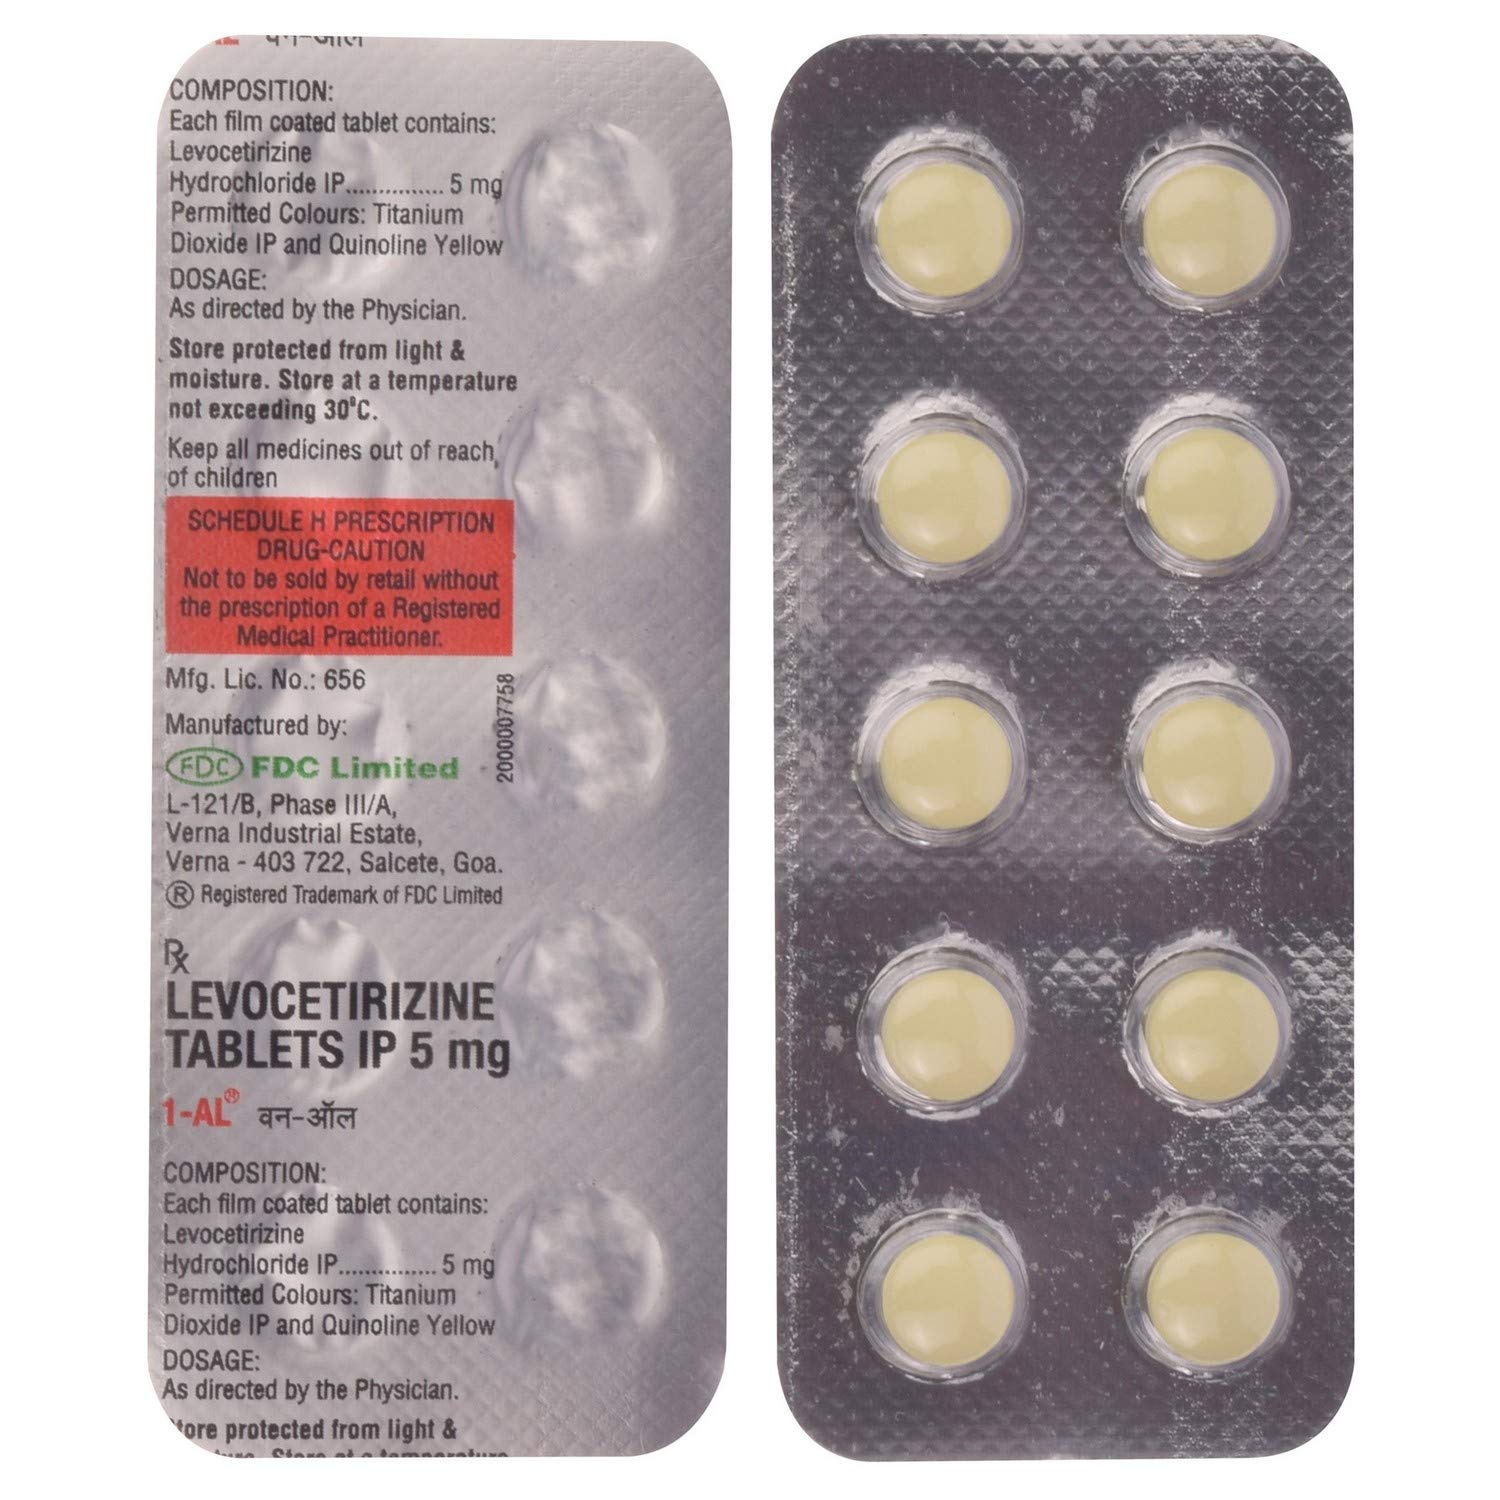 AL वन-ऑल
COMPOSITION:
Each film coated tablet contains:
Levocetirizine
Hydrochloride IP............... 5 mg
Permitted Colours: Titanium
Dioxide IP and Quinoline Yellow
DOSAGE:
As directed by the Physician.
Store protected from light &
moisture. Store at a temperature
not exceeding 30°C.
Keep all medicines out of reach
of children
SCHEDULE H PRESCRIPTION
DRUG-CAUTION
Not to be sold by retail without
the prescription of a Registered
Medical Practitioner.
Mfg. Lic. No.: 656
2000007758
Manufactured by:
FDC FDC Limited
L-121/B, Phase III/A,
Verna Industrial Estate,
Verna - 403 722, Salcete, Goa.
® Registered Trademark of FDC Limited
Rx
LEVOCETIRIZINE
TABLETS IP 5 mg
1-AL® वन-ऑल
COMPOSITION:
Each film coated tablet contains:
Levocetirizine
Hydrochloride IP............... 5 mg
Permitted Colours: Titanium
Dioxide IP and Quinoline Yellow
DOSAGE:
As directed by the Physician.
tore protected from light &